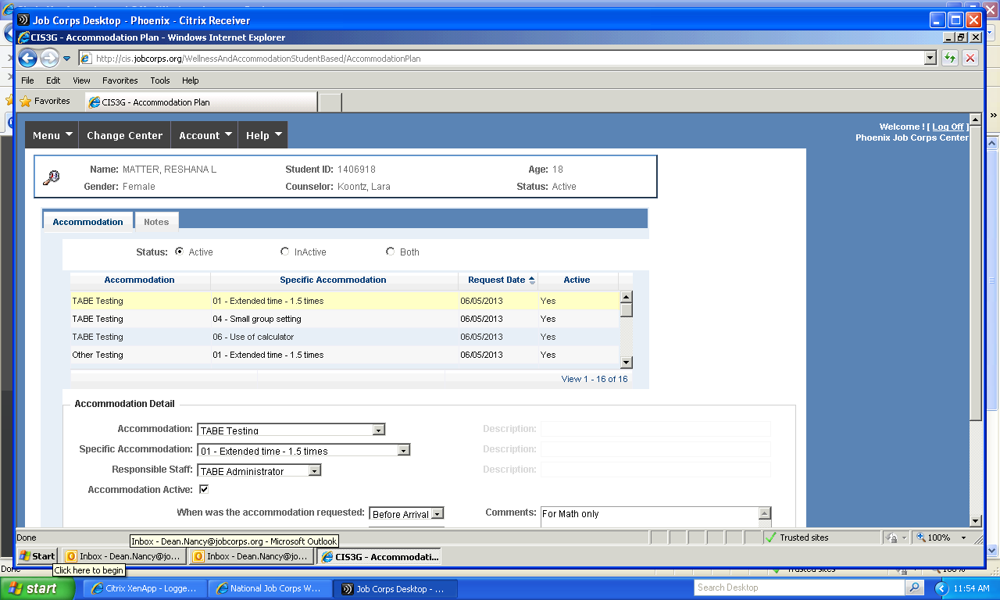 Job Corps Desktop - Phoenix - Citrix Receiver
CIS3G - Accommodation Plan - Windows Internet Explorer
http://cis.jobcorps.org/WellnessAndAccommodationStudentBased/AccommodationPlan
File Edit View Favorites Tools Help
Favorites CIS3G - Accommodation Plan
Welcome ! [ Log Off ]
Menu Change Center Account Help
Phoenix Job Corps Center
Name: MATTER, RESHANA L Student ID: 1406918 Age: 18
Gender: Female Counselor: Koontz, Lara Status: Active
Accommodation Notes
Status: Active InActive Both
Accommodation Specific Accommodation Request Date Active
TABE Testing 01 - Extended time - 1.5 times 06/05/2013 Yes
TABE Testing 04 - Small group setting 06/05/2013 Yes
TABE Testing 06 - Use of calculator 06/05/2013 Yes
Other Testing 01 - Extended time - 1.5 times 06/05/2013 Yes
View 1 - 16 of 16
Accommodation Detail
Accommodation: TABE Testing Description:
Specific Accommodation: 01 - Extended time - 1.5 times Description:
Responsible Staff: TABE Administrator Description:
Accommodation Active:
When was the accommodation requested: Before Arrival Comments: For Math only
Done Trusted sites 100%
Inbox - Dean.Nancy@jobcorps.org - Microsoft Outlook
Start Inbox - Dean.Nancy@jo... Inbox - Dean.Nancy@jo... CIS3G - Accommodati...
Click here to begin
Done Trusted sites 100%
start Citrix XenApp - Logge... National Job Corps W... Job Corps Desktop - ... Search Desktop 11:54 AM